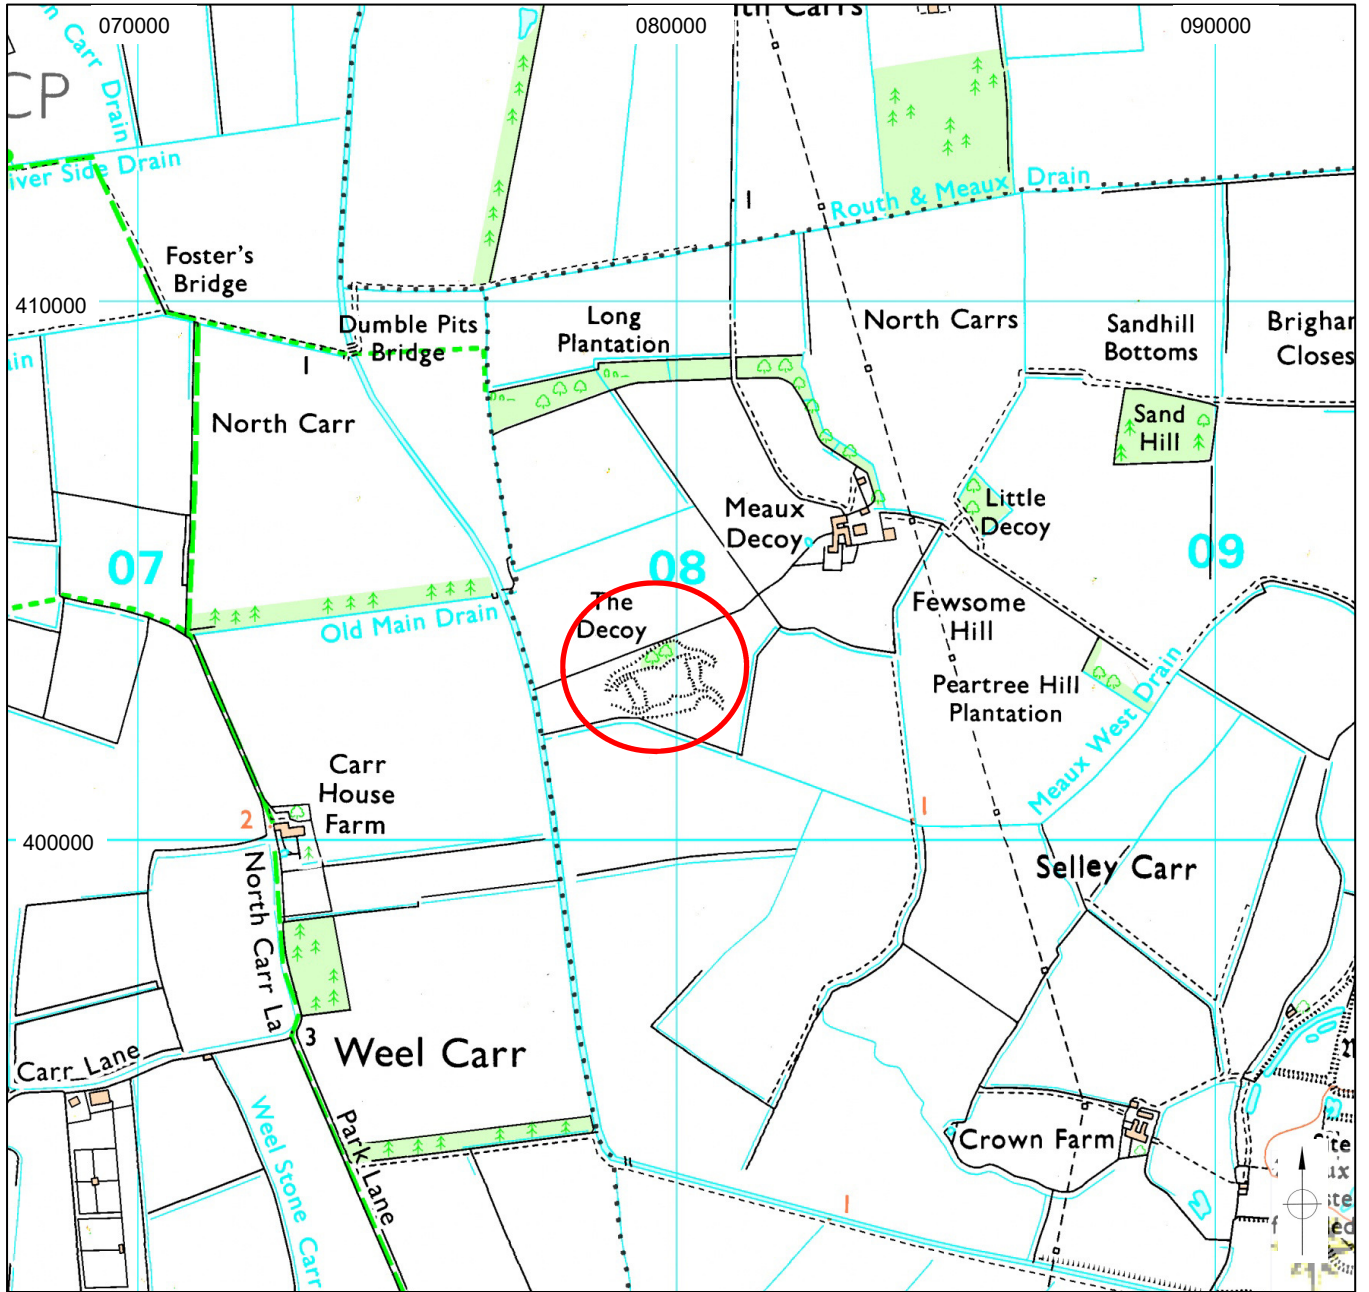 070000
080000
090000
CP
Carr Drain
Side Drain
Routh & Meaux Drain
Foster's
Bridge
410000
Dumble Pits
Bridge
Long
Plantation
North Carrs
Sandhill
Bottoms
Closes
1
1
North Carr
Sand
Hill
Meaux
Decoy
Little
Decoy
07
08
09
The
Decoy
Old Main Drain
Fewsome
Hill
Peartree Hill
Plantation
Meaux West Drain
Carr
House
Farm
2
1
400000
North Carr La
Selley Carr
3
Weel Carr
Carr Lane
Weel Stone Carr
Park Lane
Crown Farm
1